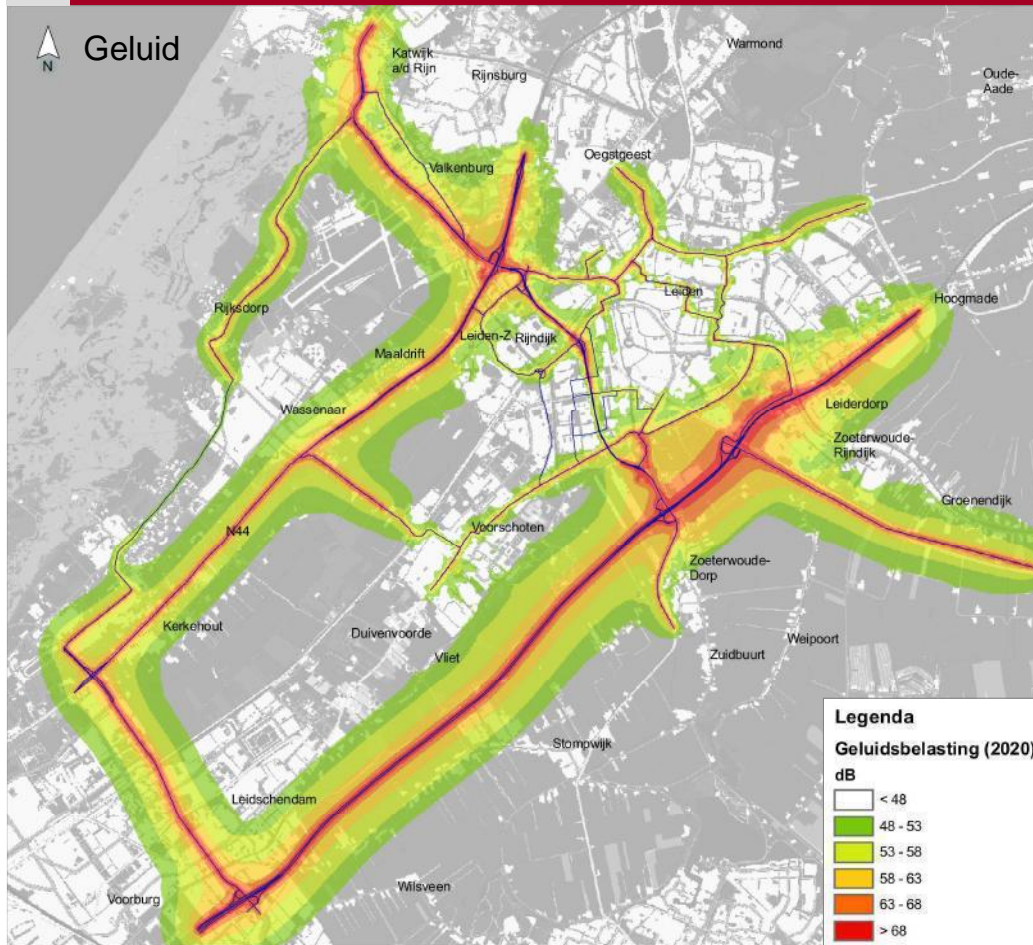 Geluid
N
Katwijk
a/d Rijn
Rijnsburg
Warmond
Oude-
Aade
Valkenburg
Oegstgeest
Rijksdorp
Leiden
Hoogmade
Leiden-Z
Rijndijk
Maaldrift
Wassenaar
Leiderdorp
Zoeterwoude-
Rijndijk
Groenendijk
N44
Voorschoten
Zoeterwoude-
Dorp
Kerkehout
Duivenvoorde
Vliet
Weipoort
Zuidbuurt
Stompwijk
Leidschendam
Voorburg
Wilsveen
Legenda
Geluidsbelasting (2020)
dB
< 48
48 - 53
53 - 58
58 - 63
63 - 68
> 68